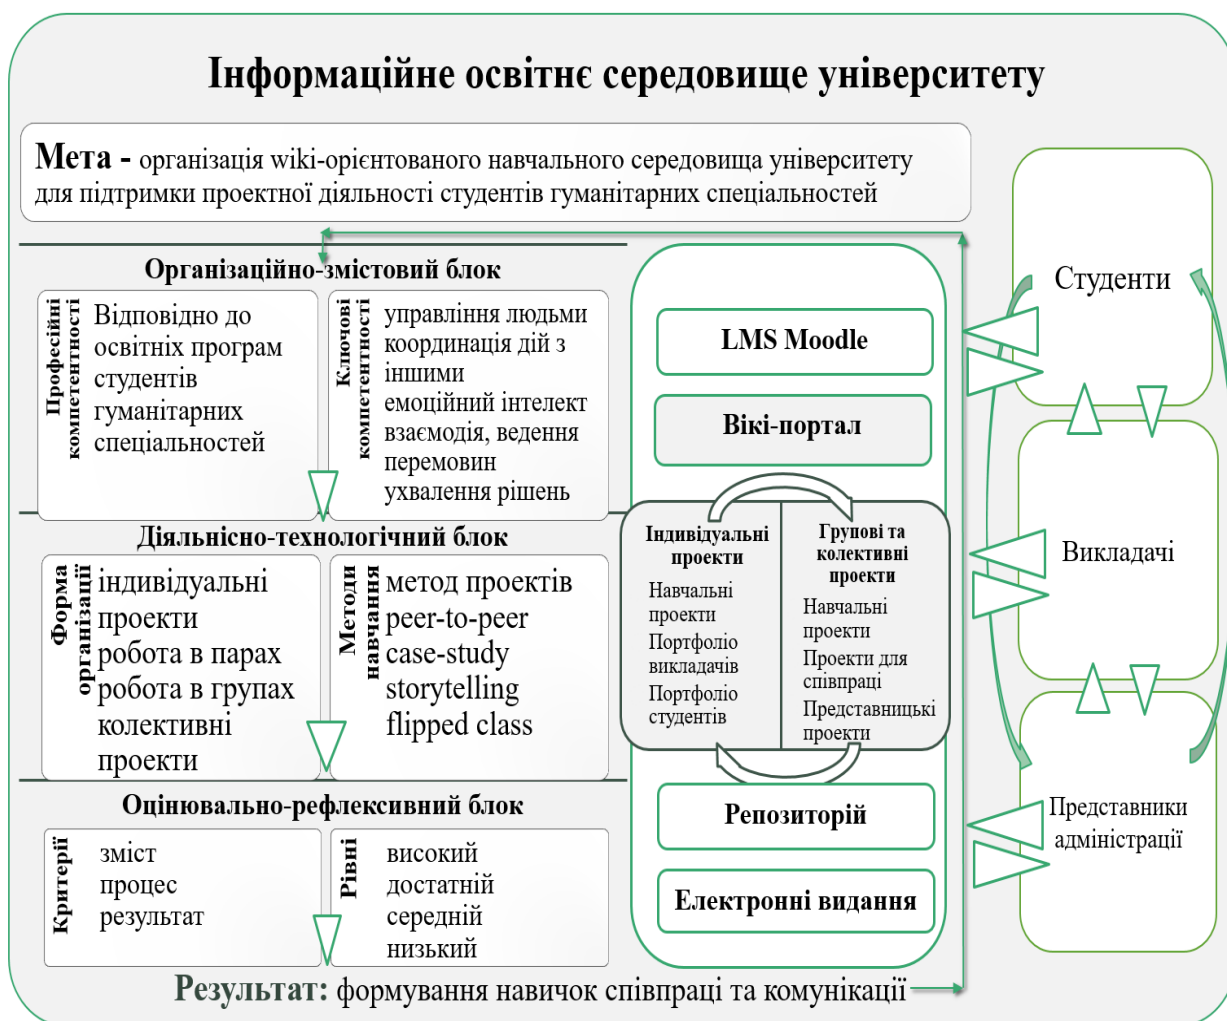 Інформаційне освітнє середовище університету
Мета - організація wiki-орієнтованого навчального середовища університету
для підтримки проектної діяльності студентів гуманітарних спеціальностей
Організаційно-змістовий блок
Професійні
компетентності
Відповідно до
освітніх програм
студентів
гуманітарних
спеціальностей
Ключові
компетентності
управління людьми
координація дій з
іншими
емоційний інтелект
взаємодія, ведення
перемовин
ухвалення рішень
Діяльнісно-технологічний блок
Форма
організації
індивідуальні
проекти
робота в парах
робота в групах
колективні
проекти
Методи
навчання
метод проектів
peer-to-peer
case-study
storytelling
flipped class
Оцінювально-рефлексивний блок
Критерії
зміст
процес
результат
Рівні
високий
достатній
середній
низький
Результат: формування навичок співпраці та комунікації
LMS Moodle
Вікі-портал
Індивідуальні
проекти
Навчальні
проекти
Портфоліо
викладачів
Портфоліо
студентів
Групові та
колективні
проекти
Навчальні
проекти
Проекти для
співпраці
Представницькі
проекти
Репозиторій
Електронні видання
Студенти
Викладачі
Представники
адміністрації